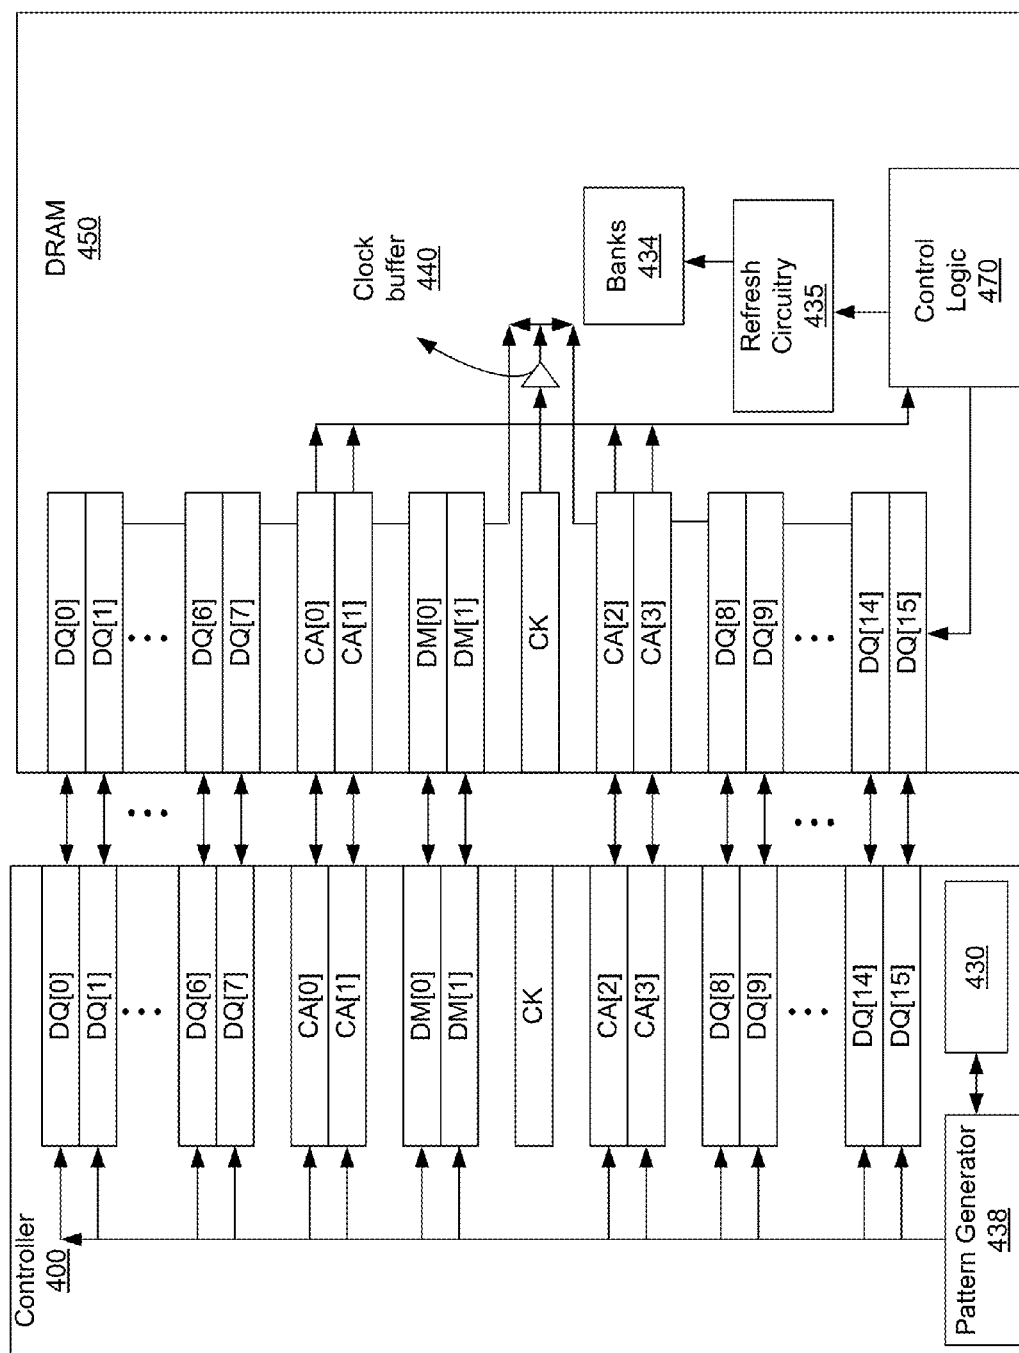 Controller
400
DQ[0]
DQ[1]
• • •
DQ[6]
DQ[7]
CA[0]
CA[1]
DM[0]
DM[1]
CK
CA[2]
CA[3]
DQ[8]
DQ[9]
• • •
DQ[14]
DQ[15]
430
Pattern Generator
438
• • •
• • •
DRAM
450
DQ[0]
DQ[1]
• • •
DQ[6]
DQ[7]
CA[0]
CA[1]
DM[0]
DM[1]
CK
CA[2]
CA[3]
DQ[8]
DQ[9]
• • •
DQ[14]
DQ[15]
Clock
buffer
440
Banks
434
Refresh
Circuitry
435
Control
Logic
470